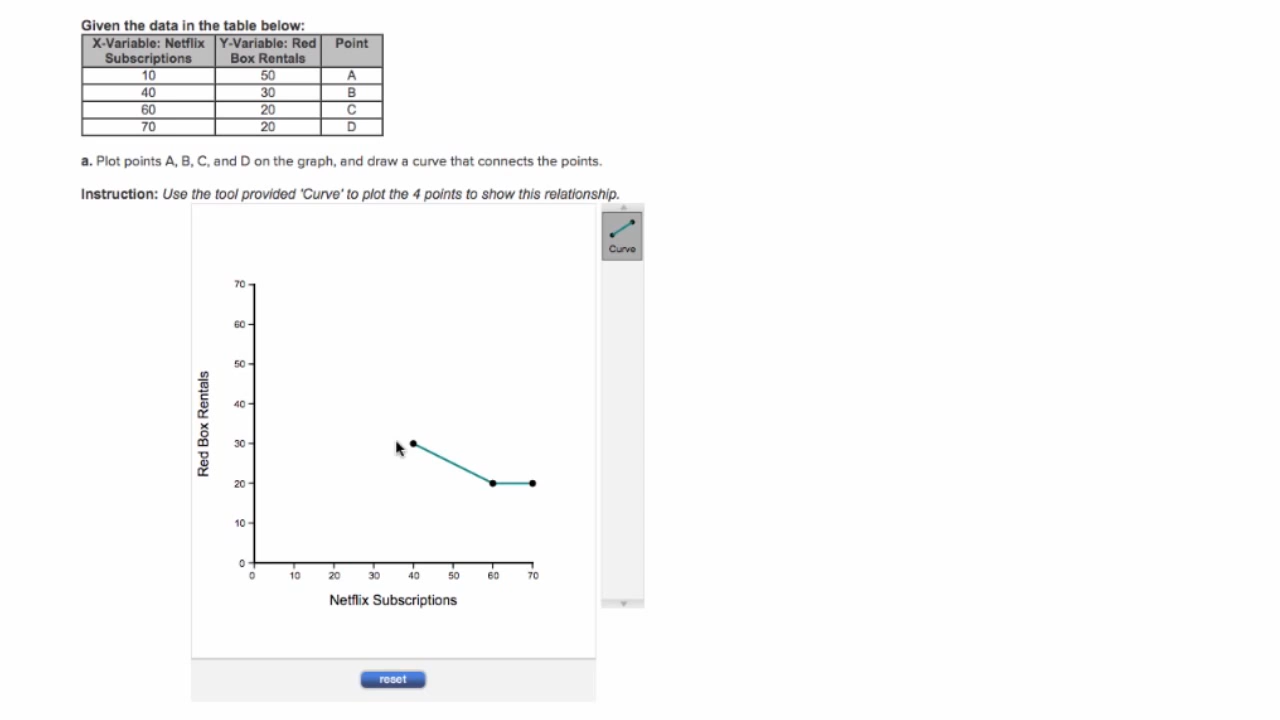 Given the data in the table below:
X-Variable: Netflix Subscriptions Y-Variable: Red Box Rentals Point
10 50 A
40 30 B
60 20 C
70 20 D
a. Plot points A, B, C, and D on the graph, and draw a curve that connects the points.
Instruction: Use the tool provided 'Curve' to plot the 4 points to show this relationship.
Curve
70
60
50
40
30
20
10
0
Red Box Rentals
0 10 20 30 40 50 60 70
Netflix Subscriptions
reset